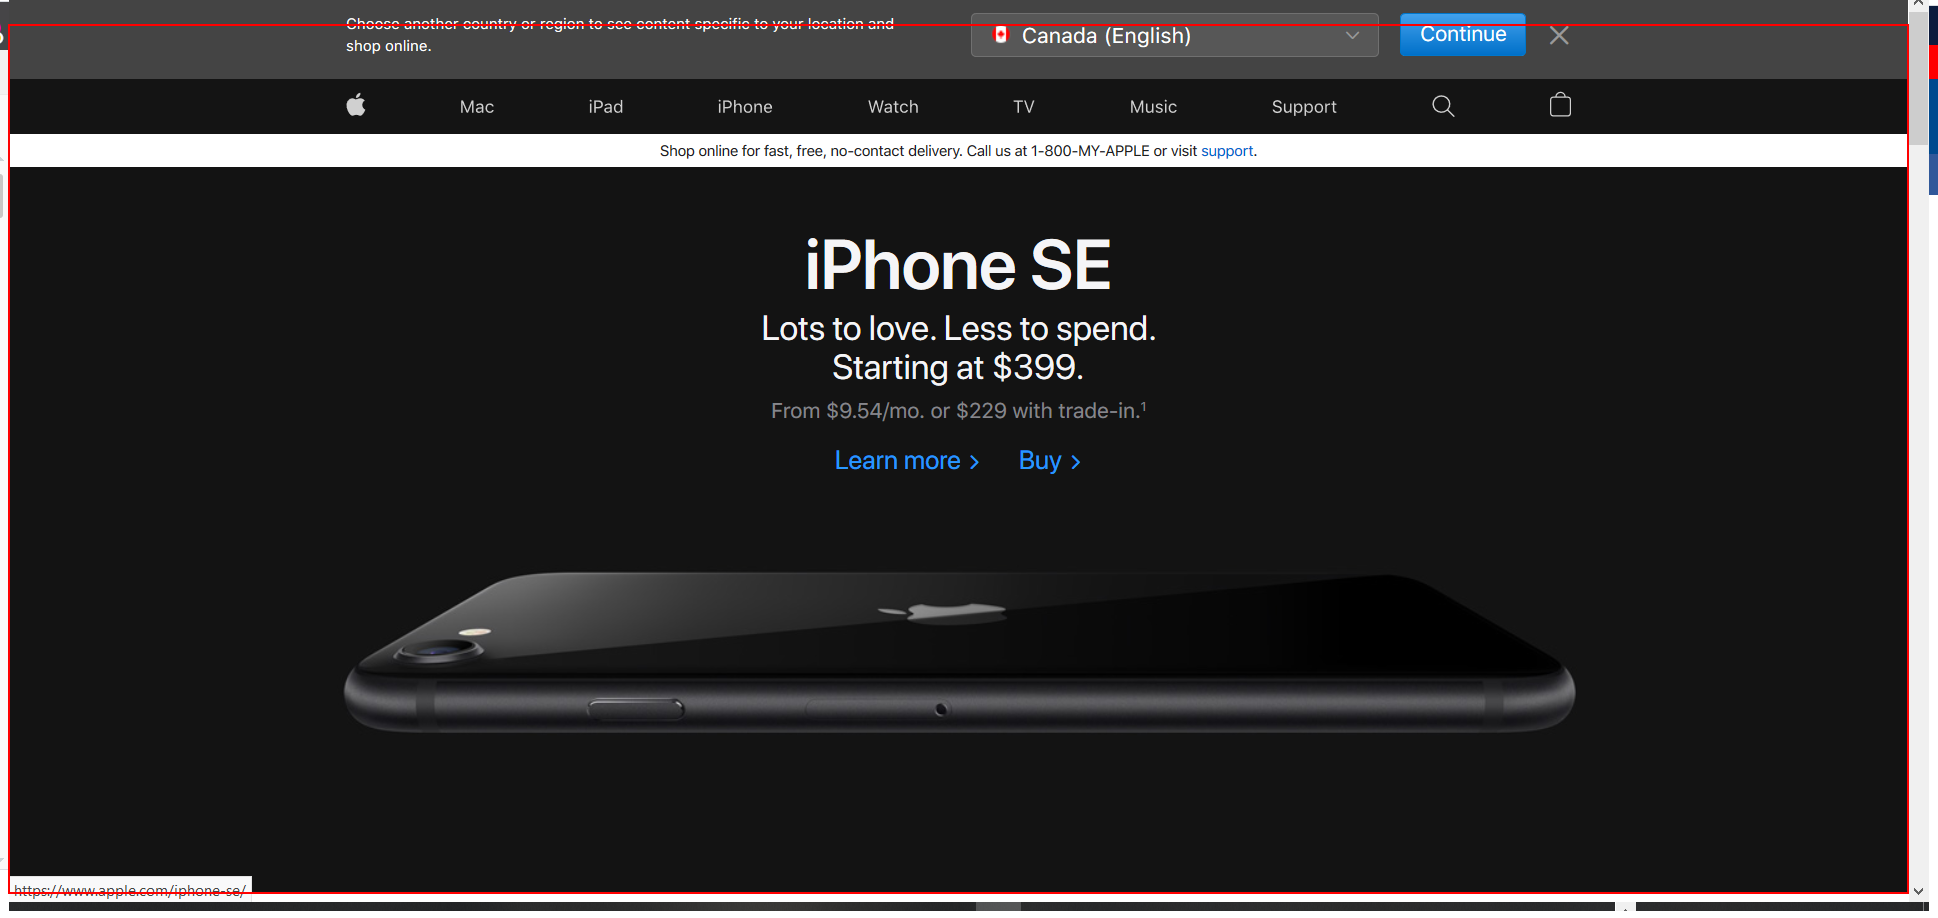 Choose another country or region to see content specific to your location and
shop online.
Canada (English)
Continue
Mac iPad iPhone Watch TV Music Support
Shop online for fast, free, no-contact delivery. Call us at 1-800-MY-APPLE or visit support.
iPhone SE
Lots to love. Less to spend.
Starting at $399.
From $9.54/mo. or $229 with trade-in.¹
Learn more > Buy >
https://www.apple.com/iphone-se/